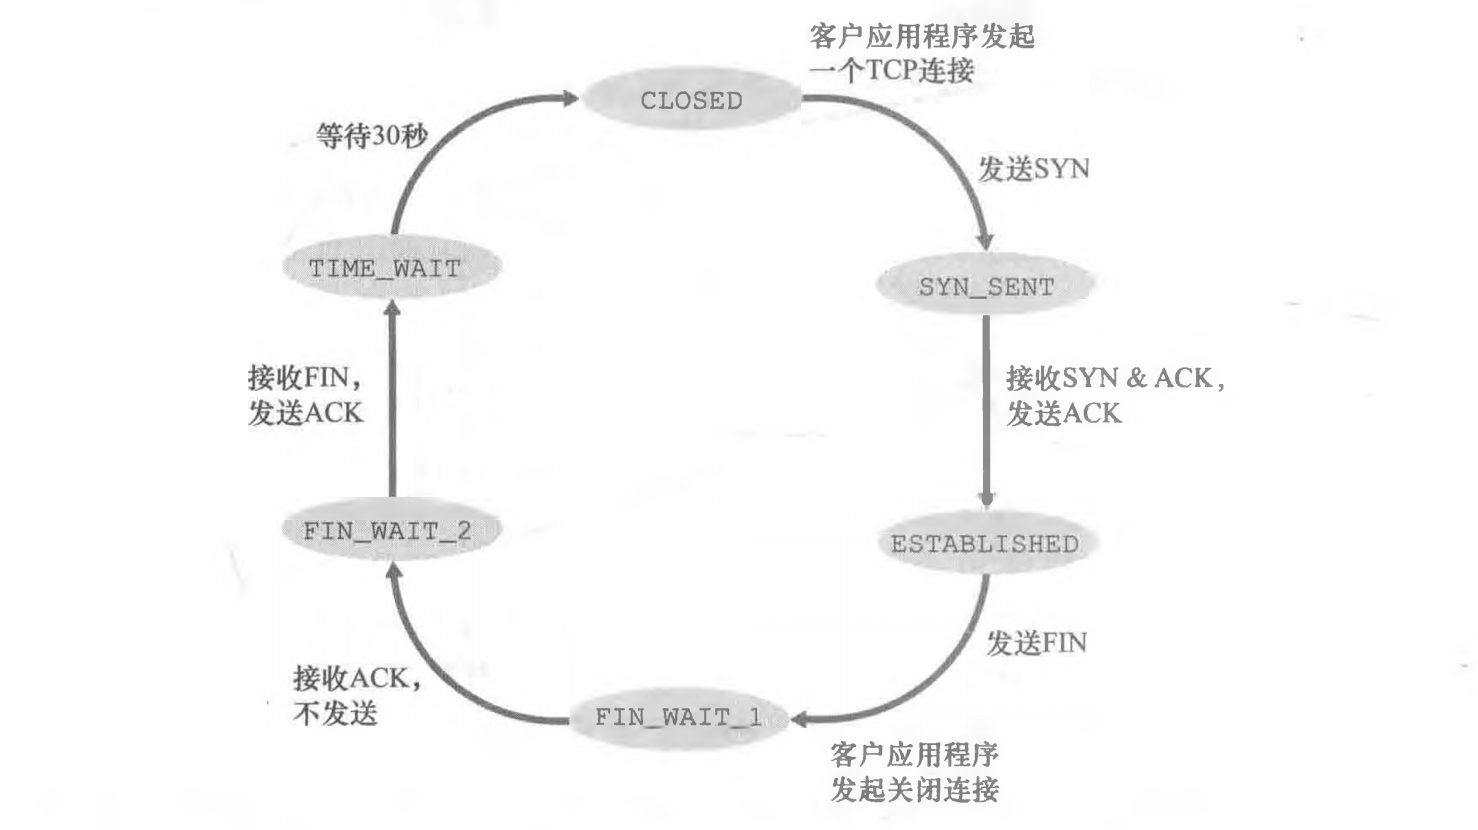 客户应用程序发起
一个TCP连接
CLOSED
等待30秒
发送SYN
TIME_WAIT
SYN_SENT
接收FIN，
发送ACK
接收SYN & ACK，
发送ACK
FIN_WAIT_2
ESTABLISHED
发送FIN
接收ACK，
不发送
FIN_WAIT_1
客户应用程序
发起关闭连接